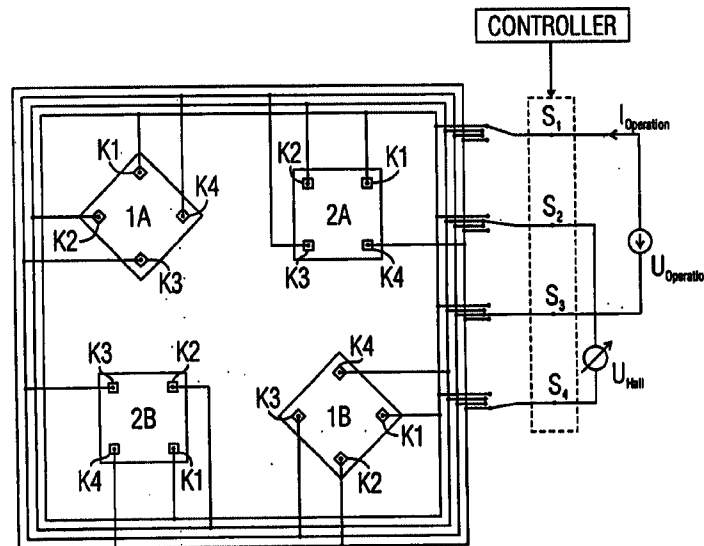 CONTROLLER
S1
IOperation
K1
K4
K2
K1
1A
2A
K2
S2
K3
K3
K4
UOperation
S3
K3
K2
K4
K3
2B
1B
K1
UHall
S4
K4
K1
K2